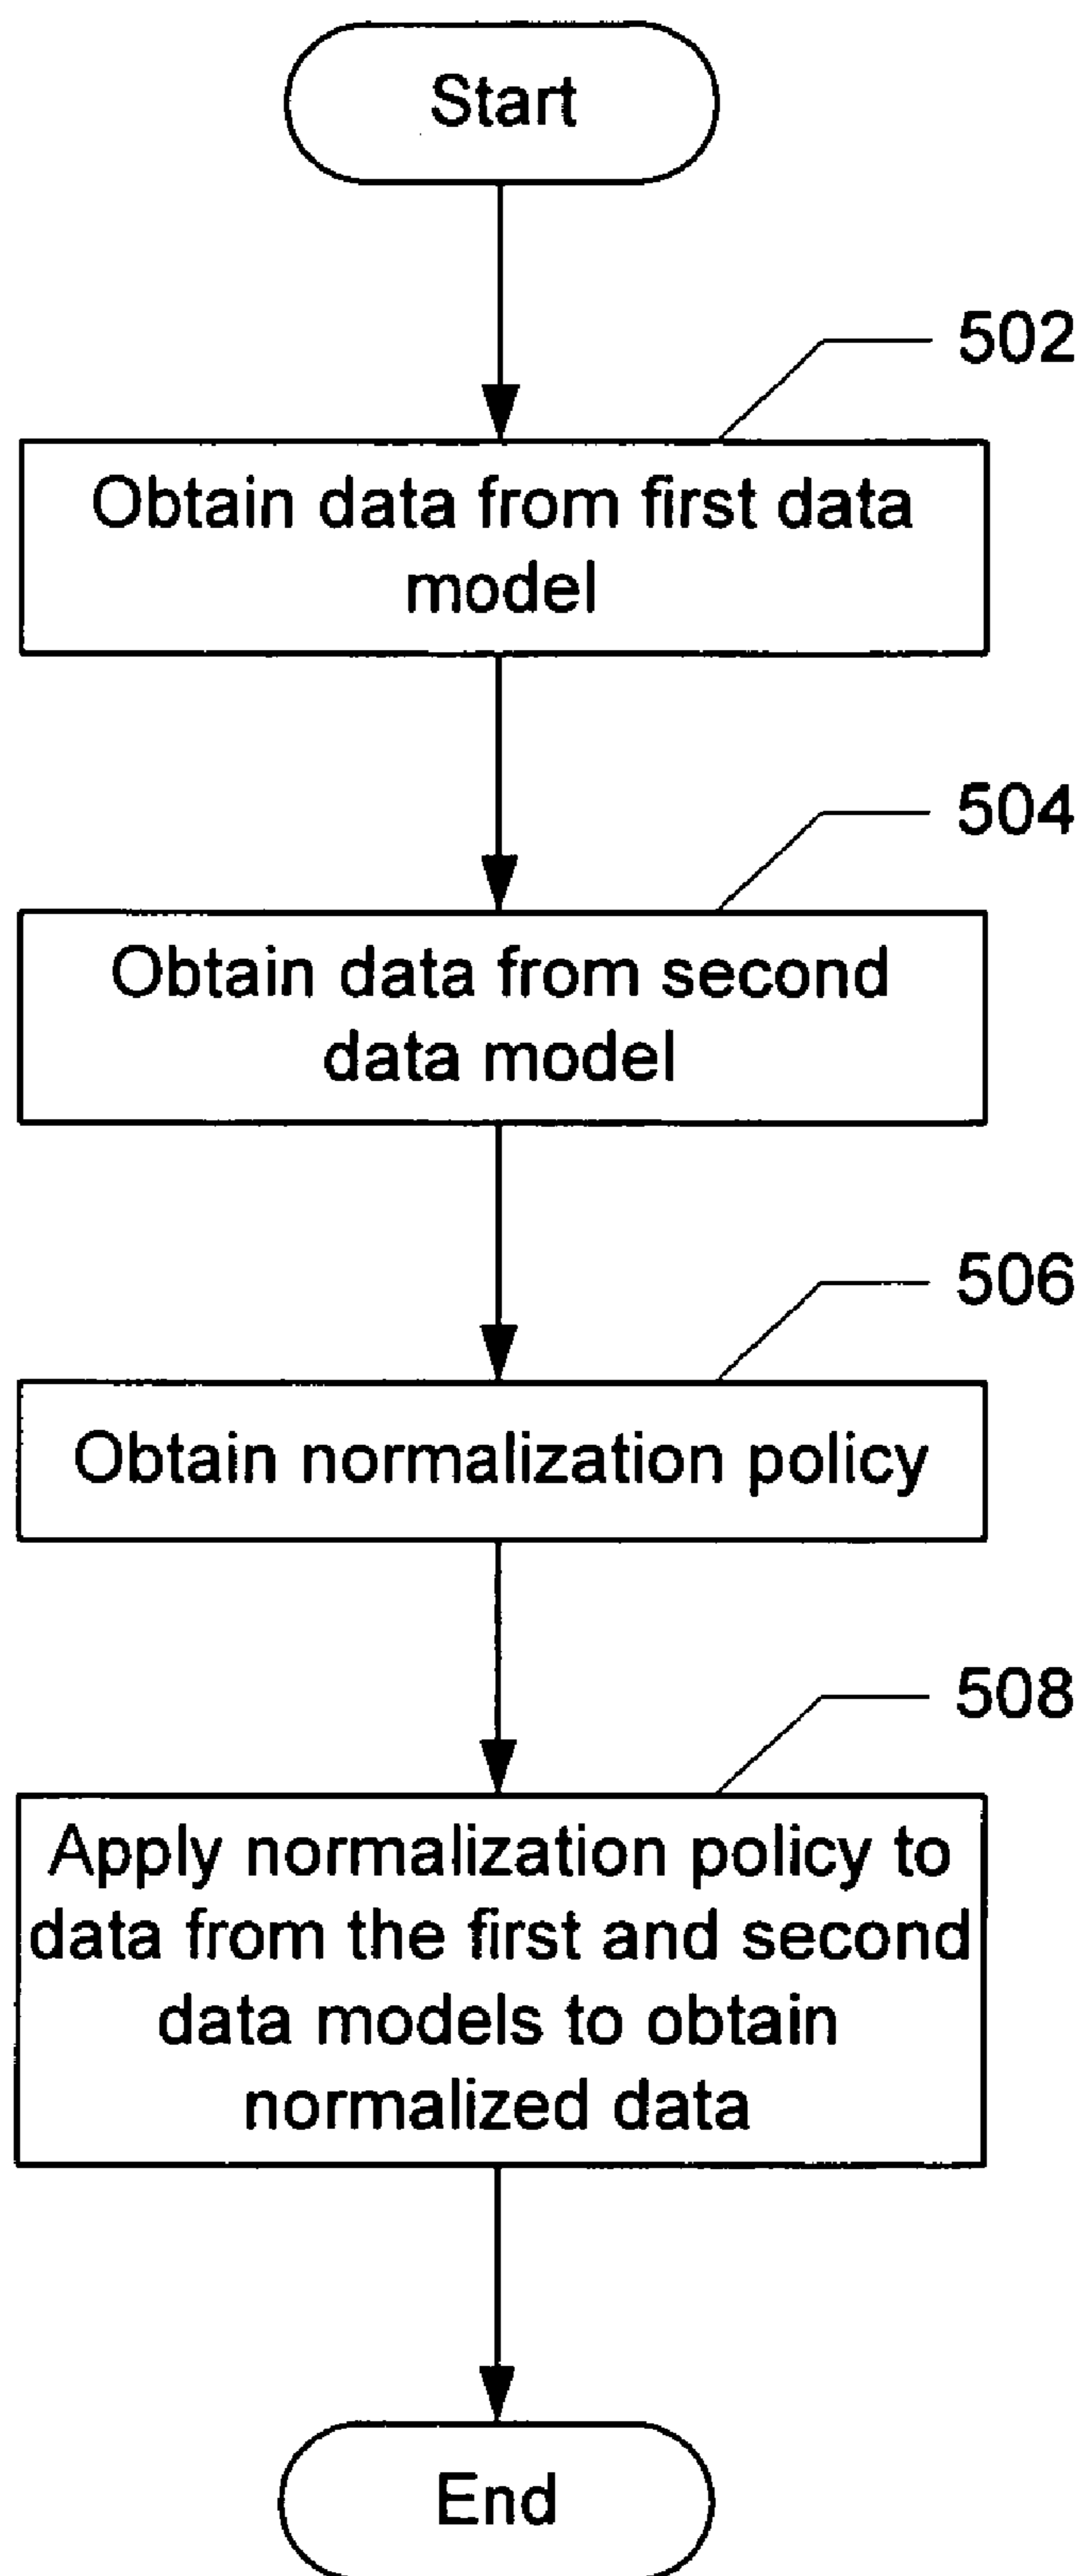 Start
502
Obtain data from first data
model
504
Obtain data from second
data model
506
Obtain normalization policy
508
Apply normalization policy to
data from the first and second
data models to obtain
normalized data
End